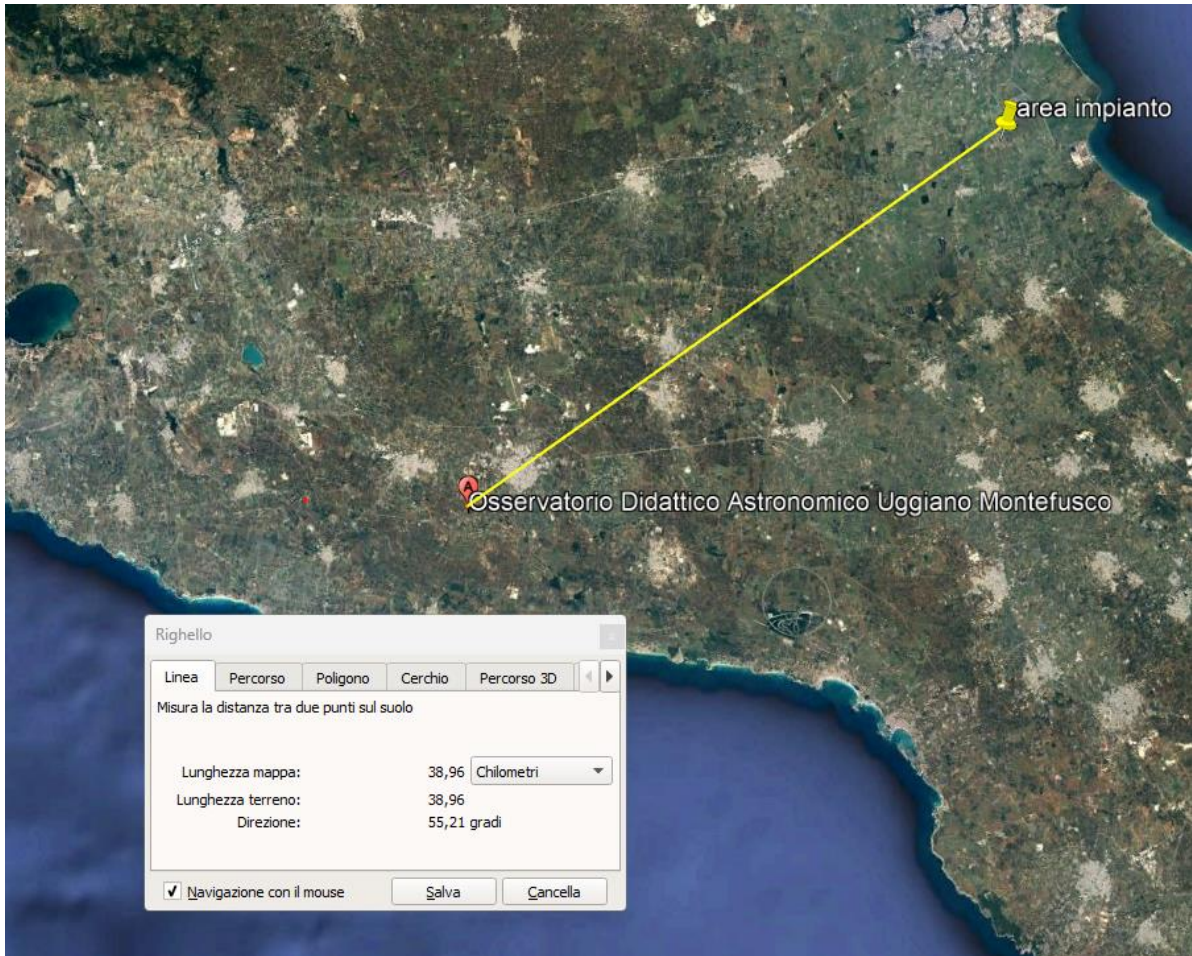 area impianto
A
Osservatorio Didattico Astronomico Uggiano Montefusco
Righello
Linea Percorso Poligono Cerchio Percorso 3D
Misura la distanza tra due punti sul suolo
Lunghezza mappa: 38,96 Chilometri
Lunghezza terreno: 38,96
Direzione: 55,21 gradi
Navigazione con il mouse Salva Cancella